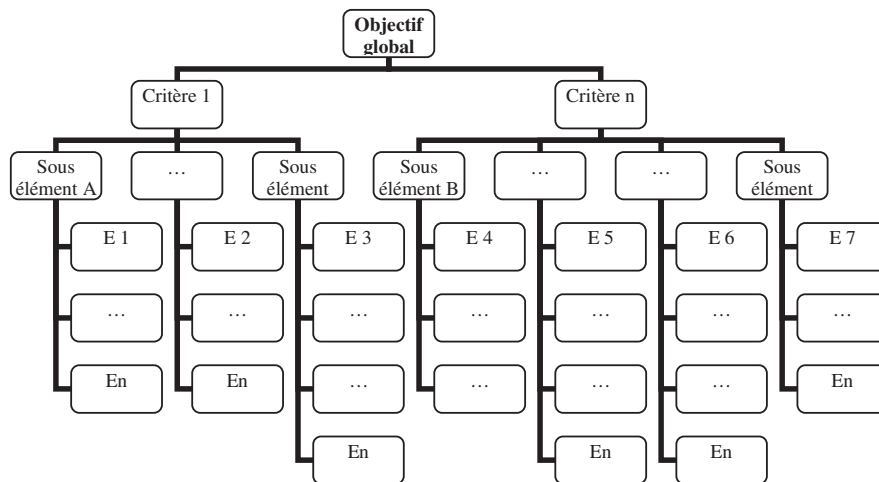 Objectif
global
Critère 1
Critère n
Sous
élément A
…
Sous
élément
Sous
élément B
…
…
Sous
élément
E 1
E 2
E 3
E 4
E 5
E 6
E 7
…
…
…
…
…
…
…
En
En
…
…
…
…
En
En
En
En